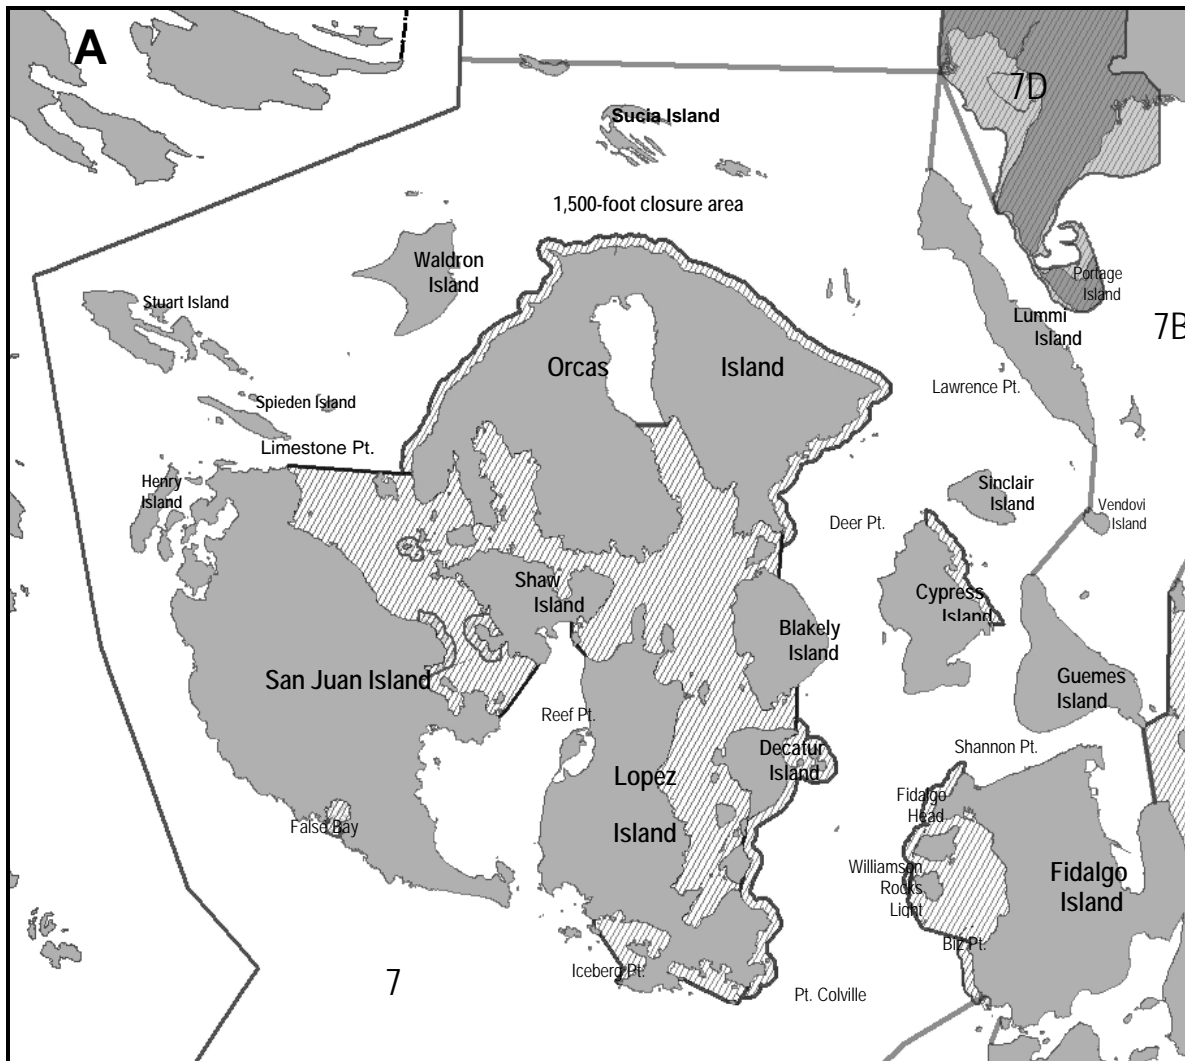 A
7D
Sucia Island
1,500-foot closure area
Waldron
Island
Portage
Island
Stuart Island
Lummi
Island
7B
Orcas Island
Lawrence Pt.
Spieden Island
Limestone Pt.
Henry
Island
Sinclair
Island
Vendovi
Island
Deer Pt.
Shaw
Island
Cypress
Island
Blakely
Island
San Juan Island
Guemes
Island
Reef Pt.
Shannon Pt.
Decatur
Island
Lopez
Island
Fidalgo
Head
False Bay
Williamson
Rocks
Light
Fidalgo
Island
Biz Pt.
Iceberg Pt.
7
Pt. Colville